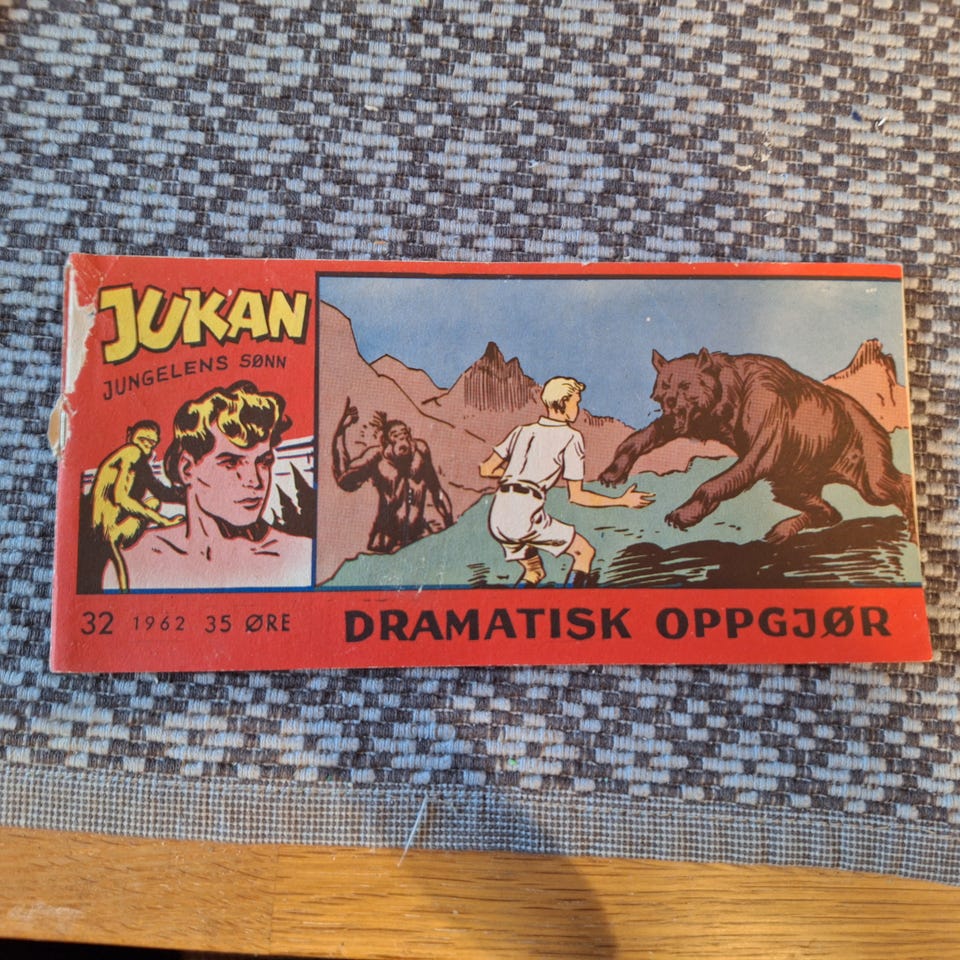 JUKAN
JUNGELENS SØNN
32 1962 35 ØRE
DRAMATISK OPPGJØR